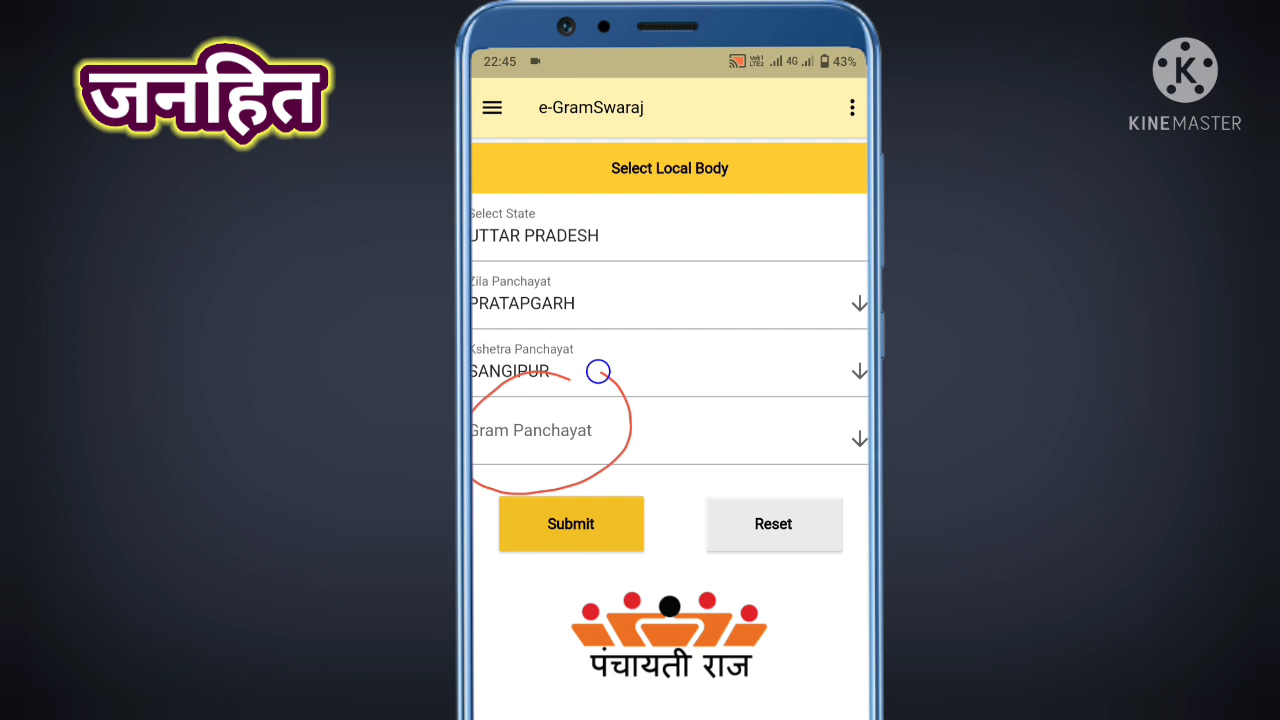 जनहित
22:45
4G
43%
e-GramSwaraj
K
KINEMASTER
Select Local Body
Select State
UTTAR PRADESH
Zila Panchayat
PRATAPGARH
Kshetra Panchayat
SANGIPUR
Gram Panchayat
Submit
Reset
पंचायती राज